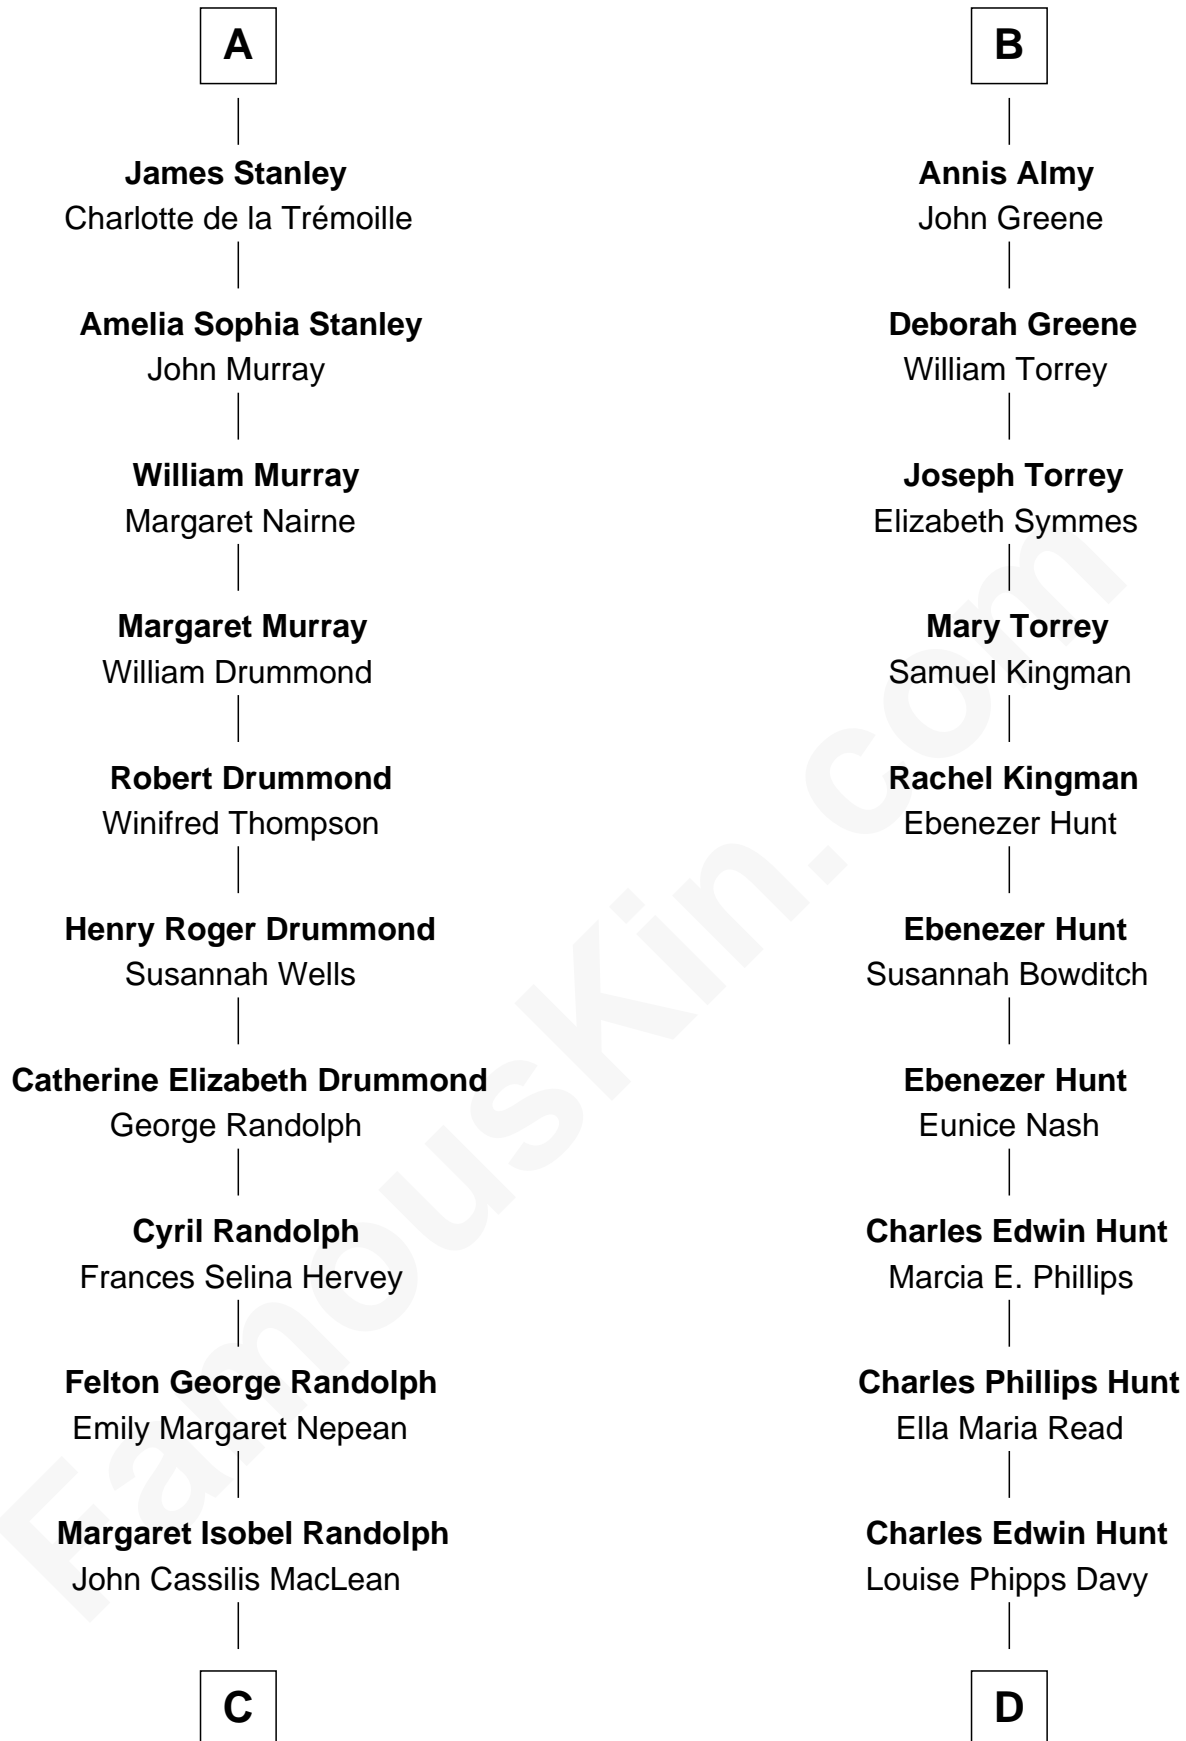 A
James Stanley
Charlotte de la Trémoille
Amelia Sophia Stanley
John Murray
William Murray
Margaret Nairne
Margaret Murray
William Drummond
Robert Drummond
Winifred Thompson
Henry Roger Drummond
Susannah Wells
Catherine Elizabeth Drummond
George Randolph
Cyril Randolph
Frances Selina Hervey
Felton George Randolph
Emily Margaret Nepean
Margaret Isobel Randolph
John Cassilis MacLean
C
B
Annis Almy
John Greene
Deborah Greene
William Torrey
Joseph Torrey
Elizabeth Symmes
Mary Torrey
Samuel Kingman
Rachel Kingman
Ebenezer Hunt
Ebenezer Hunt
Susannah Bowditch
Ebenezer Hunt
Eunice Nash
Charles Edwin Hunt
Marcia E. Phillips
Charles Phillips Hunt
Ella Maria Read
Charles Edwin Hunt
Louise Phipps Davy
D
FamousKin.com